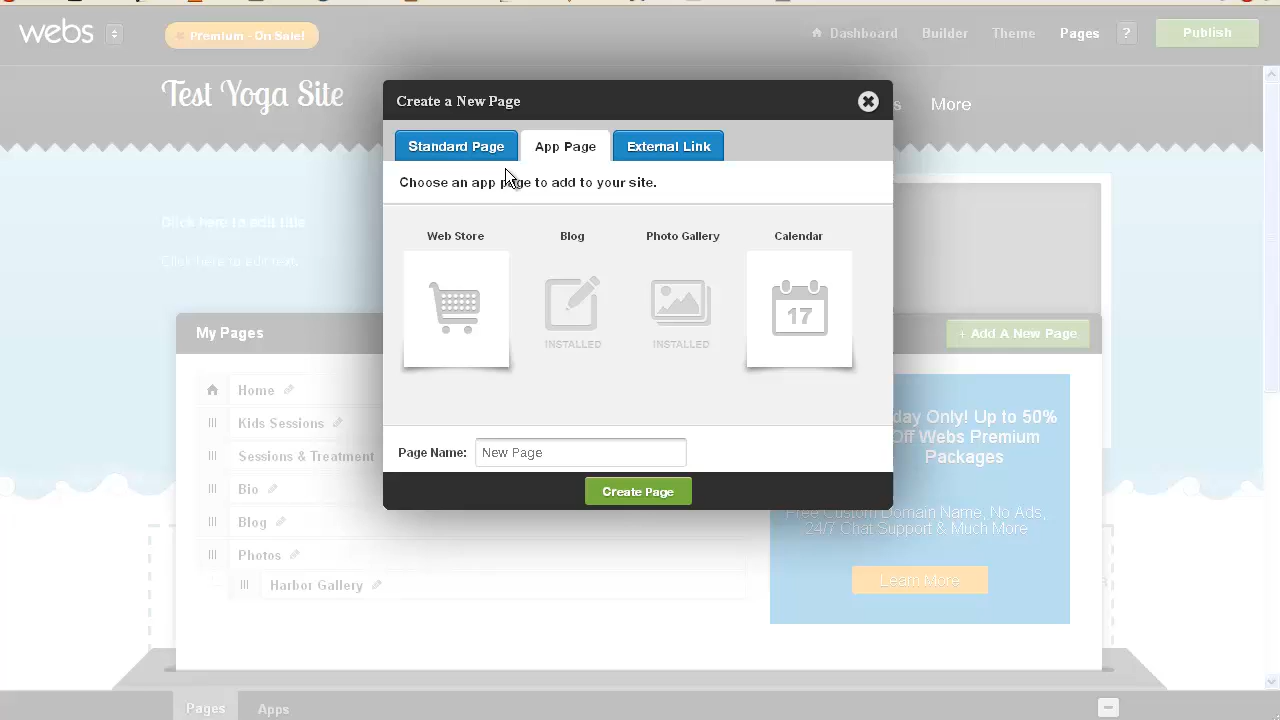 webs
Premium - On Sale!
Dashboard
Builder
Theme
Pages
?
Publish
Test Yoga Site
More
Create a New Page
Standard Page
App Page
External Link
Choose an app page to add to your site.
Click here to edit title
Click here to edit text.
Web Store
Blog
Photo Gallery
Calendar
17
INSTALLED
INSTALLED
My Pages
+ Add A New Page
Home
Kids Sessions
Sessions & Treatment
Bio
Blog
Photos
Harbor Gallery
Only! Up to 50%
Off Webs Premium
Packages
Page Name:
New Page
Create Page
Free Custom Domain Name, No Ads,
24/7 Chat Support & Much More
Learn More
Pages
Apps